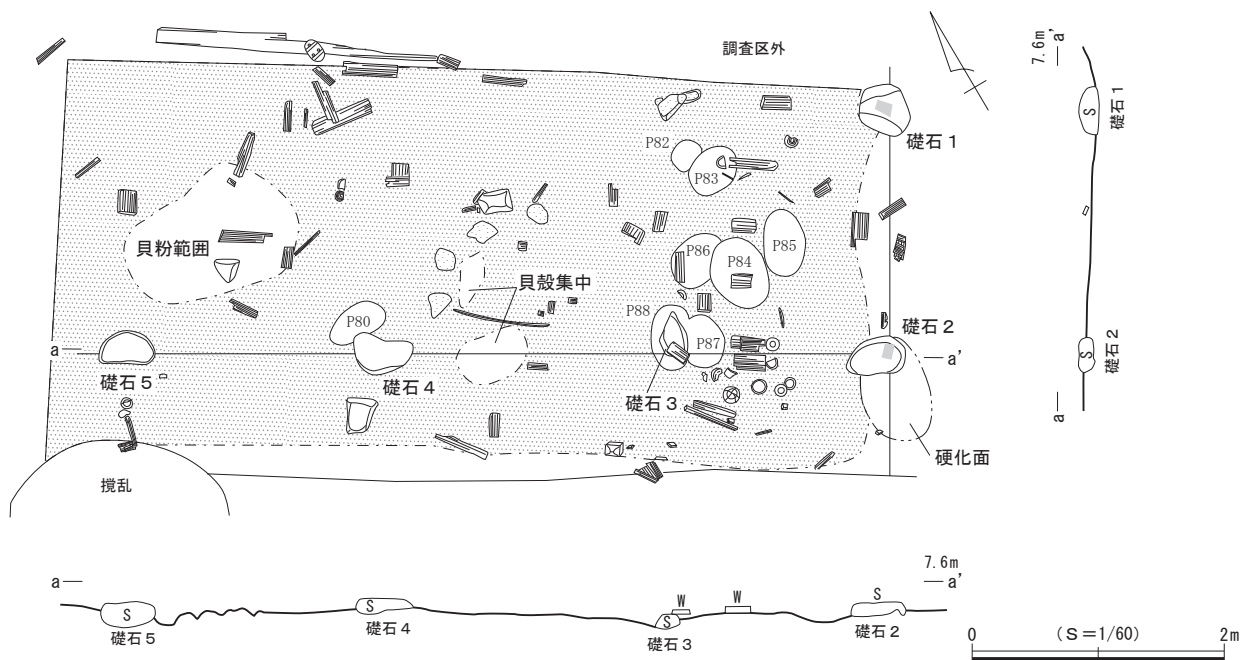 調査区外
7.6m
a'
S
礎石1
礎石1
P82
P83
P85
P86
P84
貝粉範囲
貝殻集中
P88
P80
P87
礎石2
礎石2
S
a
a'
a
礎石5
礎石4
礎石3
硬化面
撹乱
7.6m
a
a'
S
S
S
W
W
S
礎石5
礎石4
礎石3
礎石2
0
(S=1/60)
2m